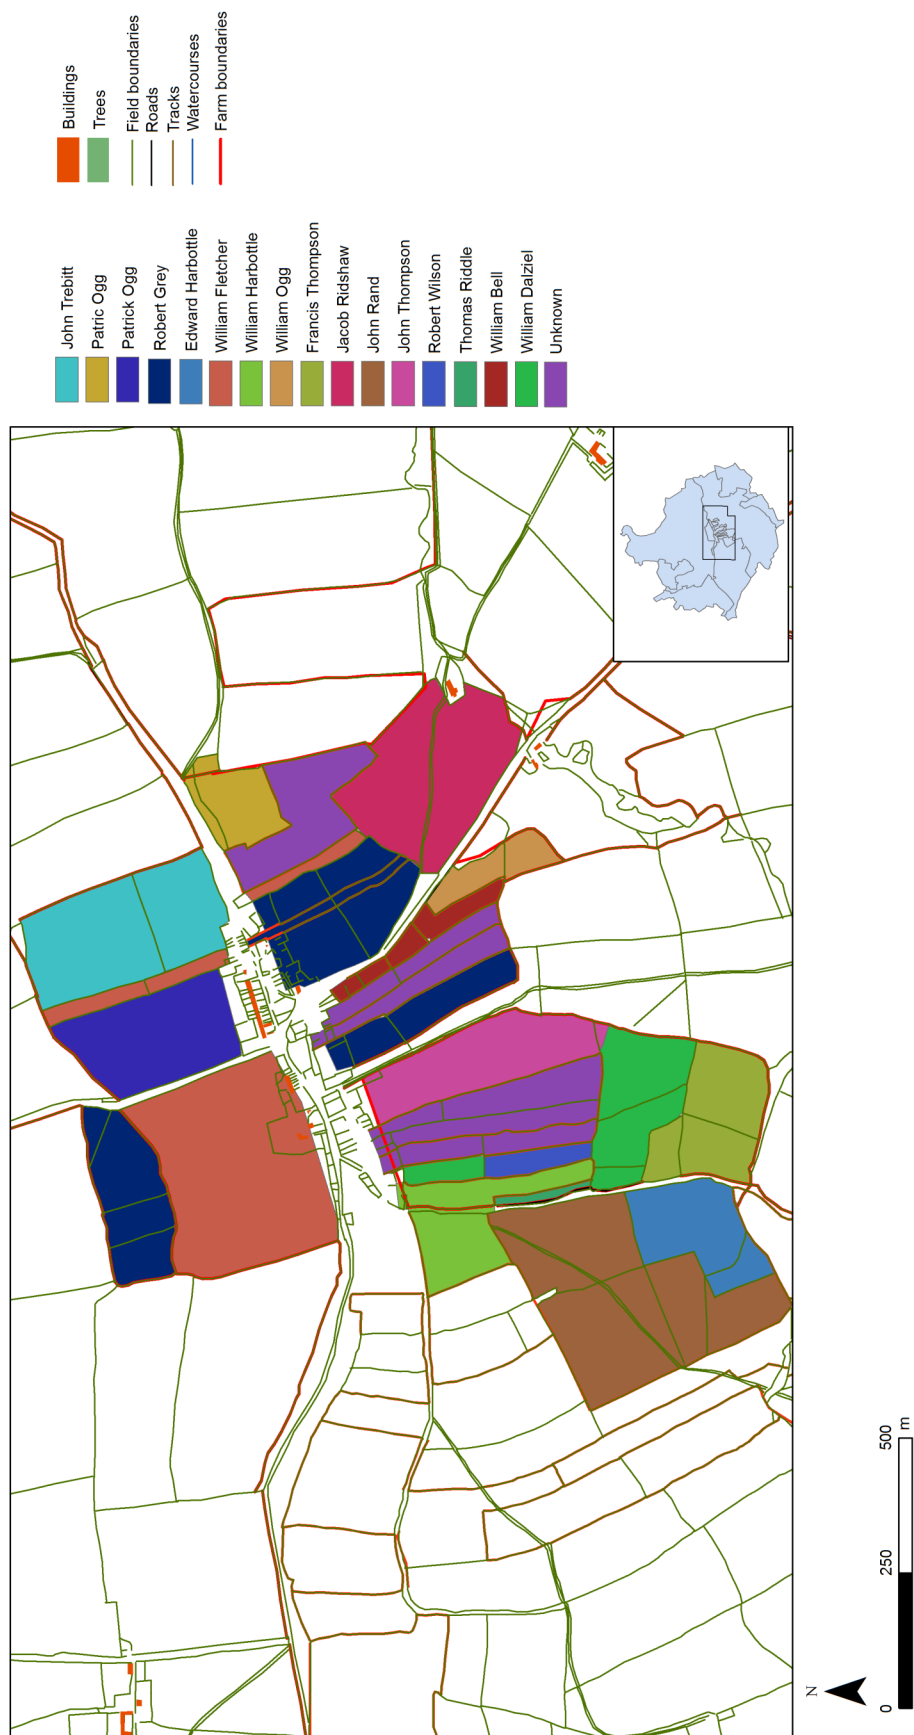 Buildings
Trees
Field boundaries
Roads
Tracks
Watercourses
Farm boundaries
John Trebitt
Patric Ogg
Patrick Ogg
Robert Grey
Edward Harbottle
William Fletcher
William Harbottle
William Ogg
Francis Thompson
Jacob Ridshaw
John Rand
John Thompson
Robert Wilson
Thomas Riddle
William Bell
William Dalziel
Unknown
N
0 250 500
m